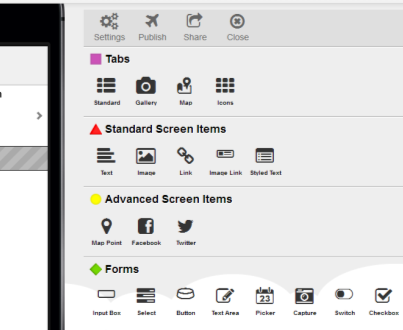 Settings Publish Share Close
Tabs
Standard Gallery Map Icons
Standard Screen Items
Text Image Link Image Link Styled Text
Advanced Screen Items
Map Point Facebook Twitter
Forms
23
Input Box Select Button Text Area Picker Capture Switch Checkbox